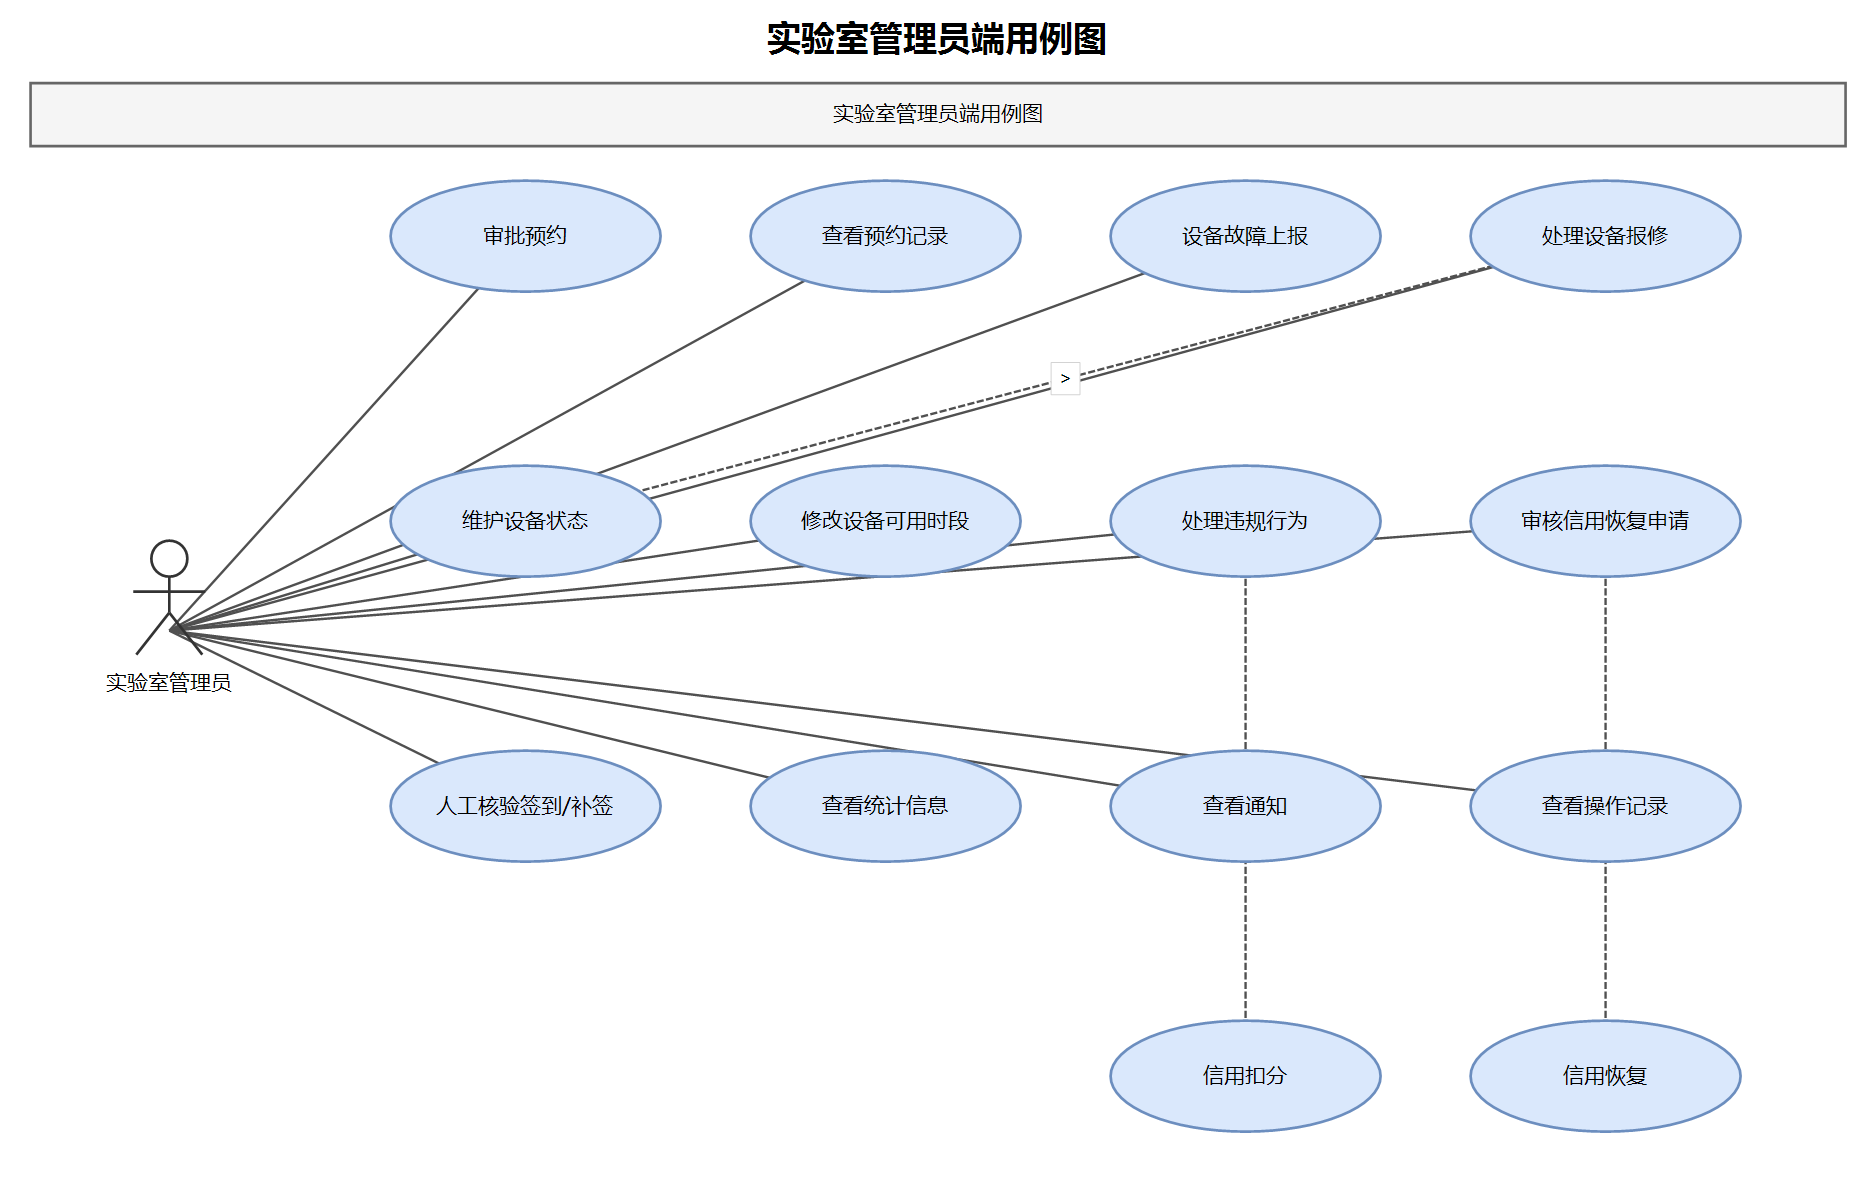 实验室管理员端用例图
实验室管理员端用例图
审批预约
查看预约记录
设备故障上报
处理设备报修
>
维护设备状态
修改设备可用时段
处理违规行为
审核信用恢复申请
实验室管理员
人工核验签到/补签
查看统计信息
查看通知
查看操作记录
信用扣分
信用恢复